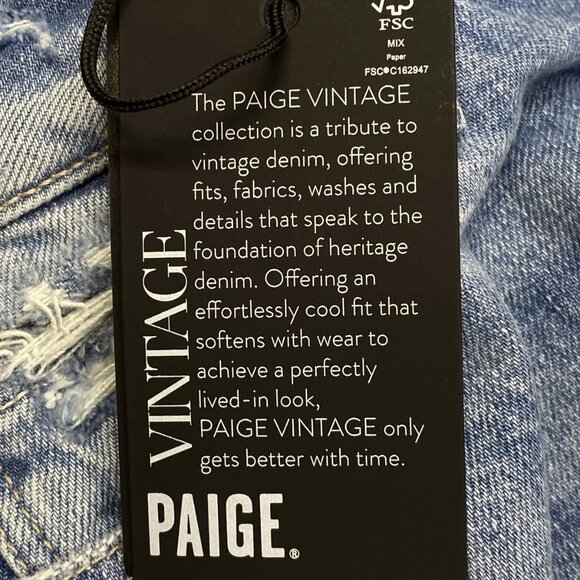 FSC
MIX
Paper
FSC® C162947
The PAIGE VINTAGE
collection is a tribute to
vintage denim, offering
fits, fabrics, washes and
details that speak to the
foundation of heritage
denim. Offering an
effortlessly cool fit that
softens with wear to
achieve a perfectly
lived-in look,
PAIGE VINTAGE only
gets better with time.
VINTAGE
PAIGE®